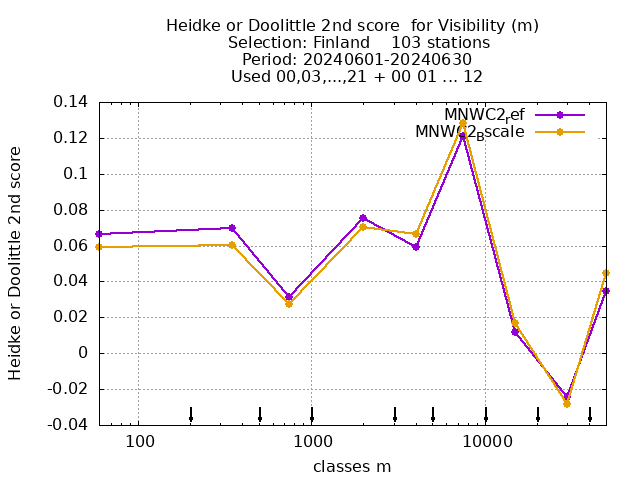 Heidke or Doolittle 2nd score  for Visibility (m)
Selection: Finland    103 stations
Period: 20240601-20240630
Used 00,03,...,21 + 00 01 ... 12
MNWC2ref
MNWC2Bscale
Heidke or Doolittle 2nd score
0.14
0.12
0.1
0.08
0.06
0.04
0.02
0
-0.02
-0.04
100
1000
10000
classes m